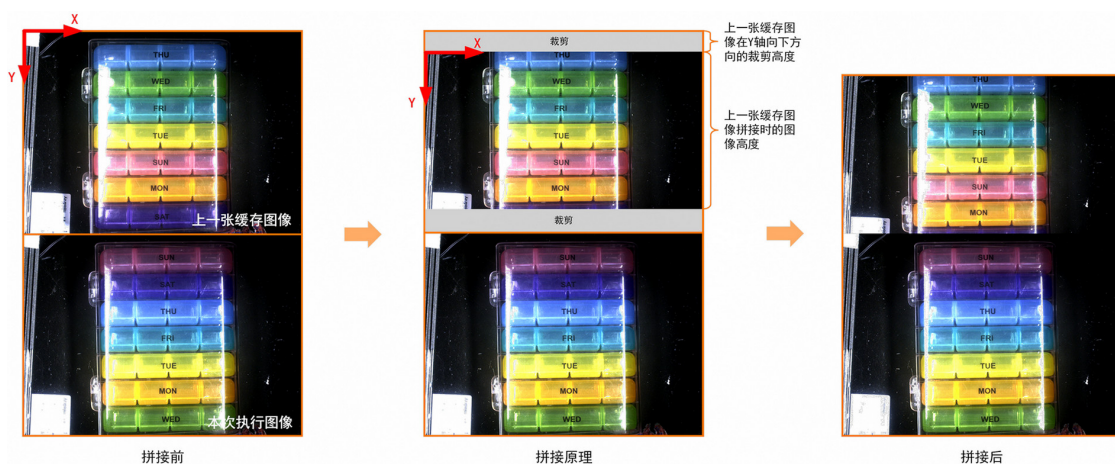 X
Y
THU
WED
FRI
TUE
SUN
MON
SAT
上一张缓存图像
SUN
SAT
THU
FRI
TUE
MON
WED
本次执行图像
拼接前
裁剪
X
Y
THU
WED
FRI
TUE
SUN
MON
裁剪
SUN
SAT
THU
FRI
TUE
MON
WED
拼接原理
上一张缓存图
像在Y轴向下方
向的裁剪高度
上一张缓存图
像拼接时的图
像高度
THU
WED
FRI
TUE
SUN
MON
SUN
SAT
THU
FRI
TUE
MON
WED
拼接后